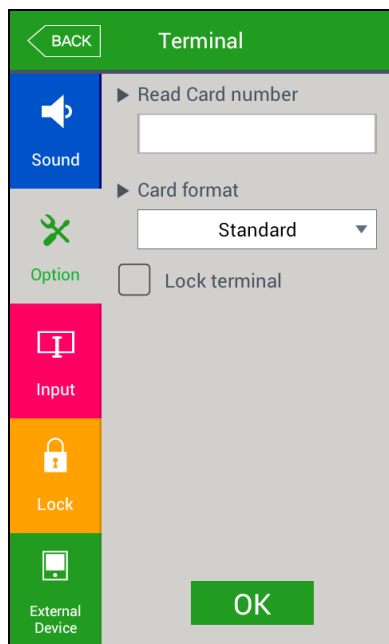 BACK
Terminal
Sound
Option
Input
Lock
External
Device
▶ Read Card number
▶ Card format
Standard
Lock terminal
OK